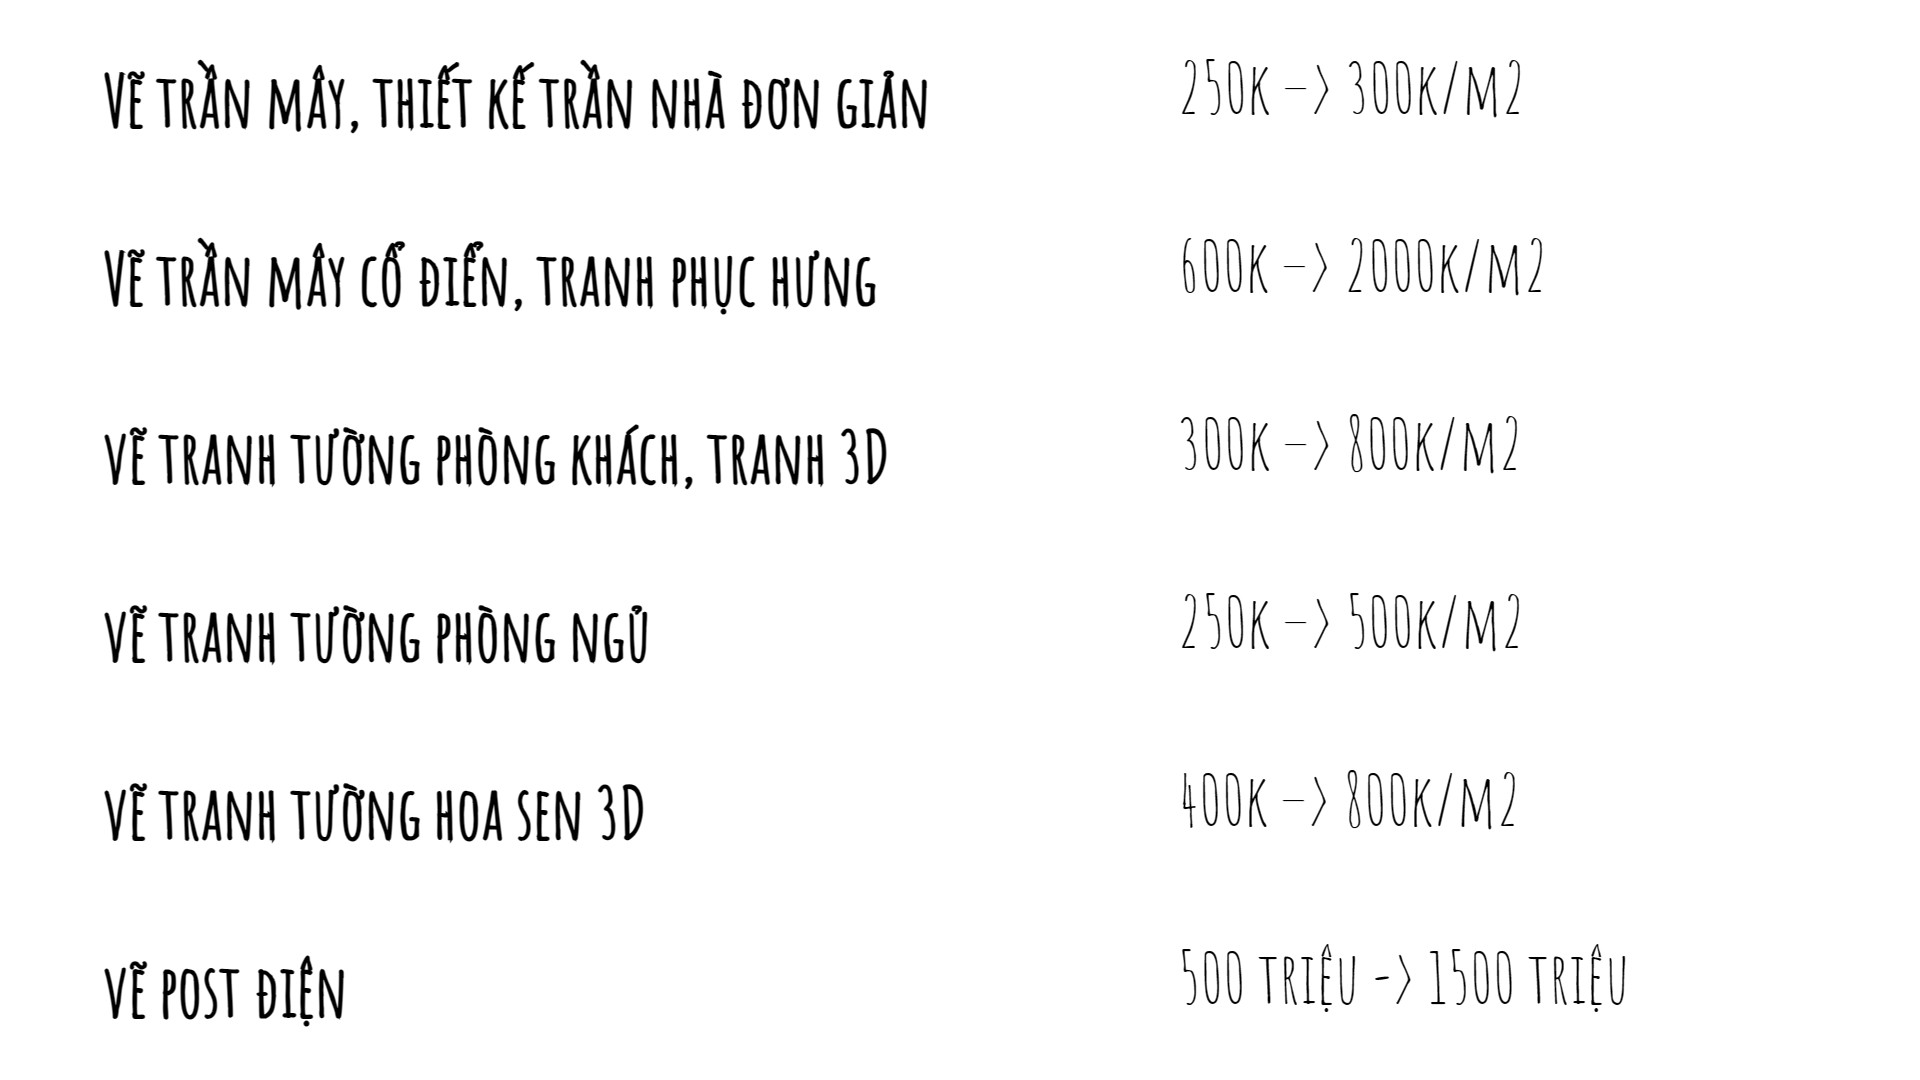 Vẽ trần mây, thiết kế trần nhà đơn giản 250k –> 300k/m2
Vẽ trần mây cổ điển, tranh phục hưng 600k –> 2000k/m2
vẽ tranh tường phòng khách, tranh 3D 300k –> 800k/m2
vẽ tranh tường phòng ngủ 250k –> 500k/m2
vẽ tranh tường hoa sen 3D 400k –> 800k/m2
vẽ post điện 500 triệu -> 1500 triệu